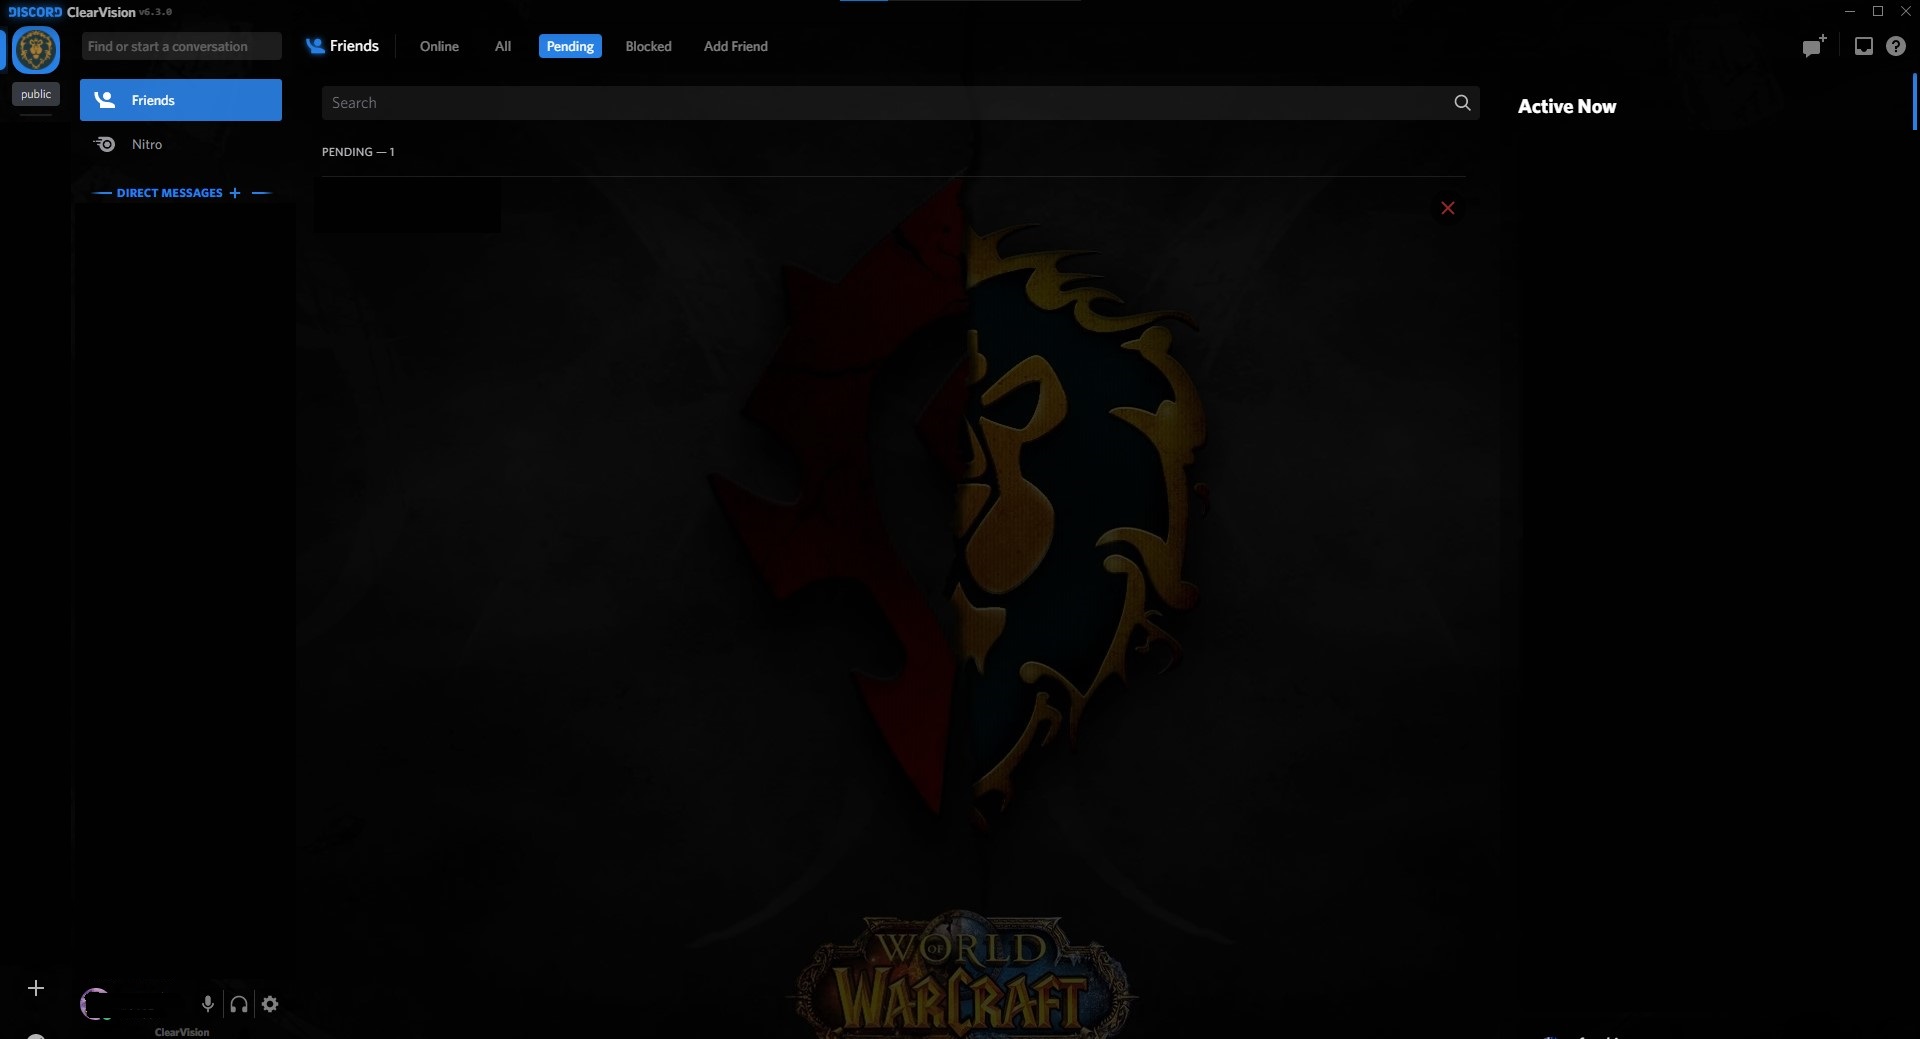 DISCORD ClearVision v6.3.0
Find or start a conversation
Friends
Online
All
Pending
Blocked
Add Friend
public
Friends
Search
Active Now
Nitro
PENDING — 1
DIRECT MESSAGES
WORLD
OF
WARCRAFT
ClearVision